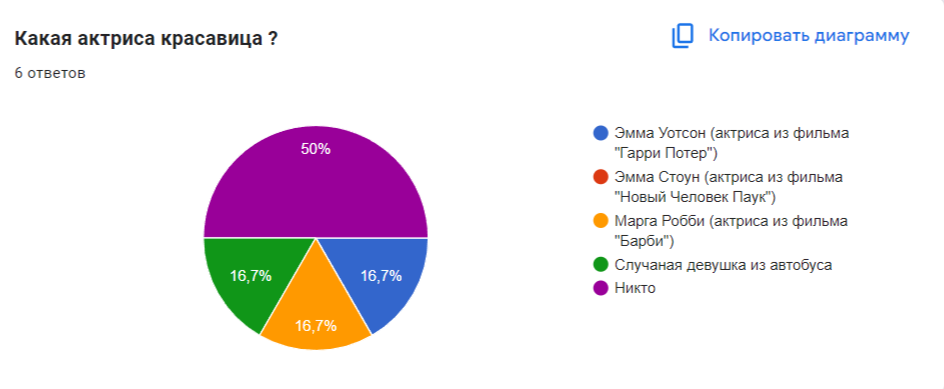 Какая актриса красавица ?
Копировать диаграмму
6 ответов
50%
16,7%
16,7%
16,7%
Эмма Уотсон (актриса из фильма
"Гарри Потер")
Эмма Стоун (актриса из фильма
"Новый Человек Паук")
Марга Робби (актриса из фильма
"Барби")
Случаная девушка из автобуса
Никто